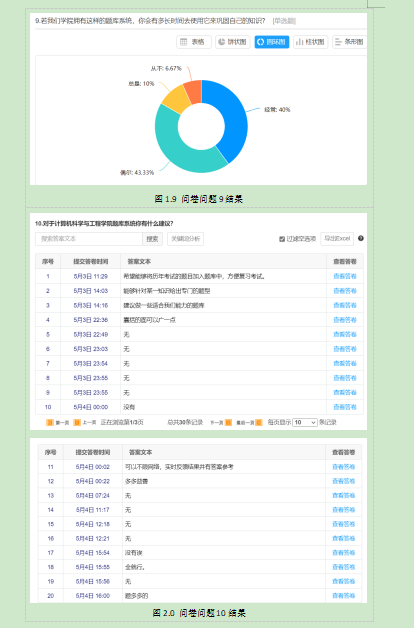 9.若我们学院拥有这样的题库系统，你会有多长时间去使用它来巩固自己的知识？ [单选题]
表格 饼状图 圆环图 柱状图 条形图
从不: 6.67%
总是: 10%
经常: 40%
偶尔: 43.33%
图 1.9 问卷问题 9 结果
10.对于计算机科学与工程学院题库系统你有什么建议？
搜索答案文本 搜索 关键词分析 过滤空选项 导出Excel
序号 提交答卷时间 答案文本 查看答卷
1 5月3日 11:29 希望能够将历年考试的题目加入题库中，方便复习考试。 查看答卷
2 5月3日 14:03 能够针对某一知识给出专门的题型 查看答卷
3 5月3日 14:16 建议做一些适合我们能力的题库 查看答卷
4 5月3日 22:36 囊括的面可以广一点 查看答卷
5 5月3日 22:49 无 查看答卷
6 5月3日 23:03 无 查看答卷
7 5月3日 23:54 无 查看答卷
8 5月3日 23:55 无 查看答卷
9 5月3日 23:55 无 查看答卷
10 5月4日 00:00 没有 查看答卷
第一页 上一页 正在浏览第1/3页 总共30条记录 下一页 最后一页 每页显示 10 条记录
序号 提交答卷时间 答案文本 查看答卷
11 5月4日 00:02 可以不跟网络，实时反馈结果并有答案参考 查看答卷
12 5月4日 00:22 多多益善 查看答卷
13 5月4日 07:24 无 查看答卷
14 5月4日 11:17 无 查看答卷
15 5月4日 12:18 无 查看答卷
16 5月4日 12:21 无 查看答卷
17 5月4日 15:54 没有诶 查看答卷
18 5月4日 15:55 全就行。 查看答卷
19 5月4日 15:56 无 查看答卷
20 5月4日 16:00 题多多的 查看答卷
图 2.0 问卷问题10 结果